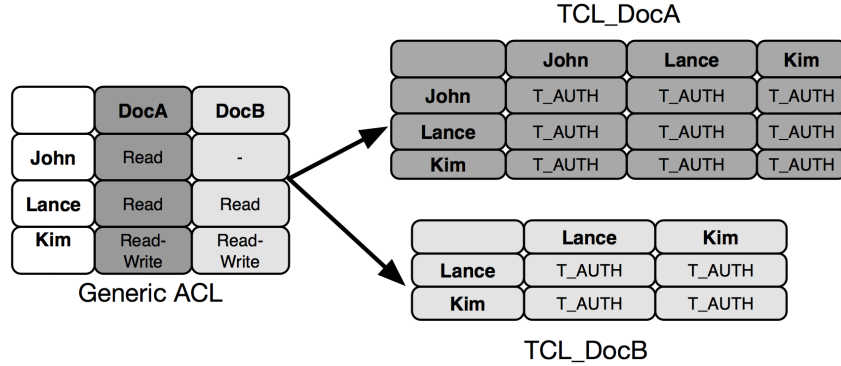 TCL_DocA
John Lance Kim
John T_AUTH T_AUTH T_AUTH
Lance T_AUTH T_AUTH T_AUTH
Kim T_AUTH T_AUTH T_AUTH
DocA DocB
John Read -
Lance Read Read
Kim Read- Read-
Write Write
Generic ACL
Lance Kim
Lance T_AUTH T_AUTH
Kim T_AUTH T_AUTH
TCL_DocB